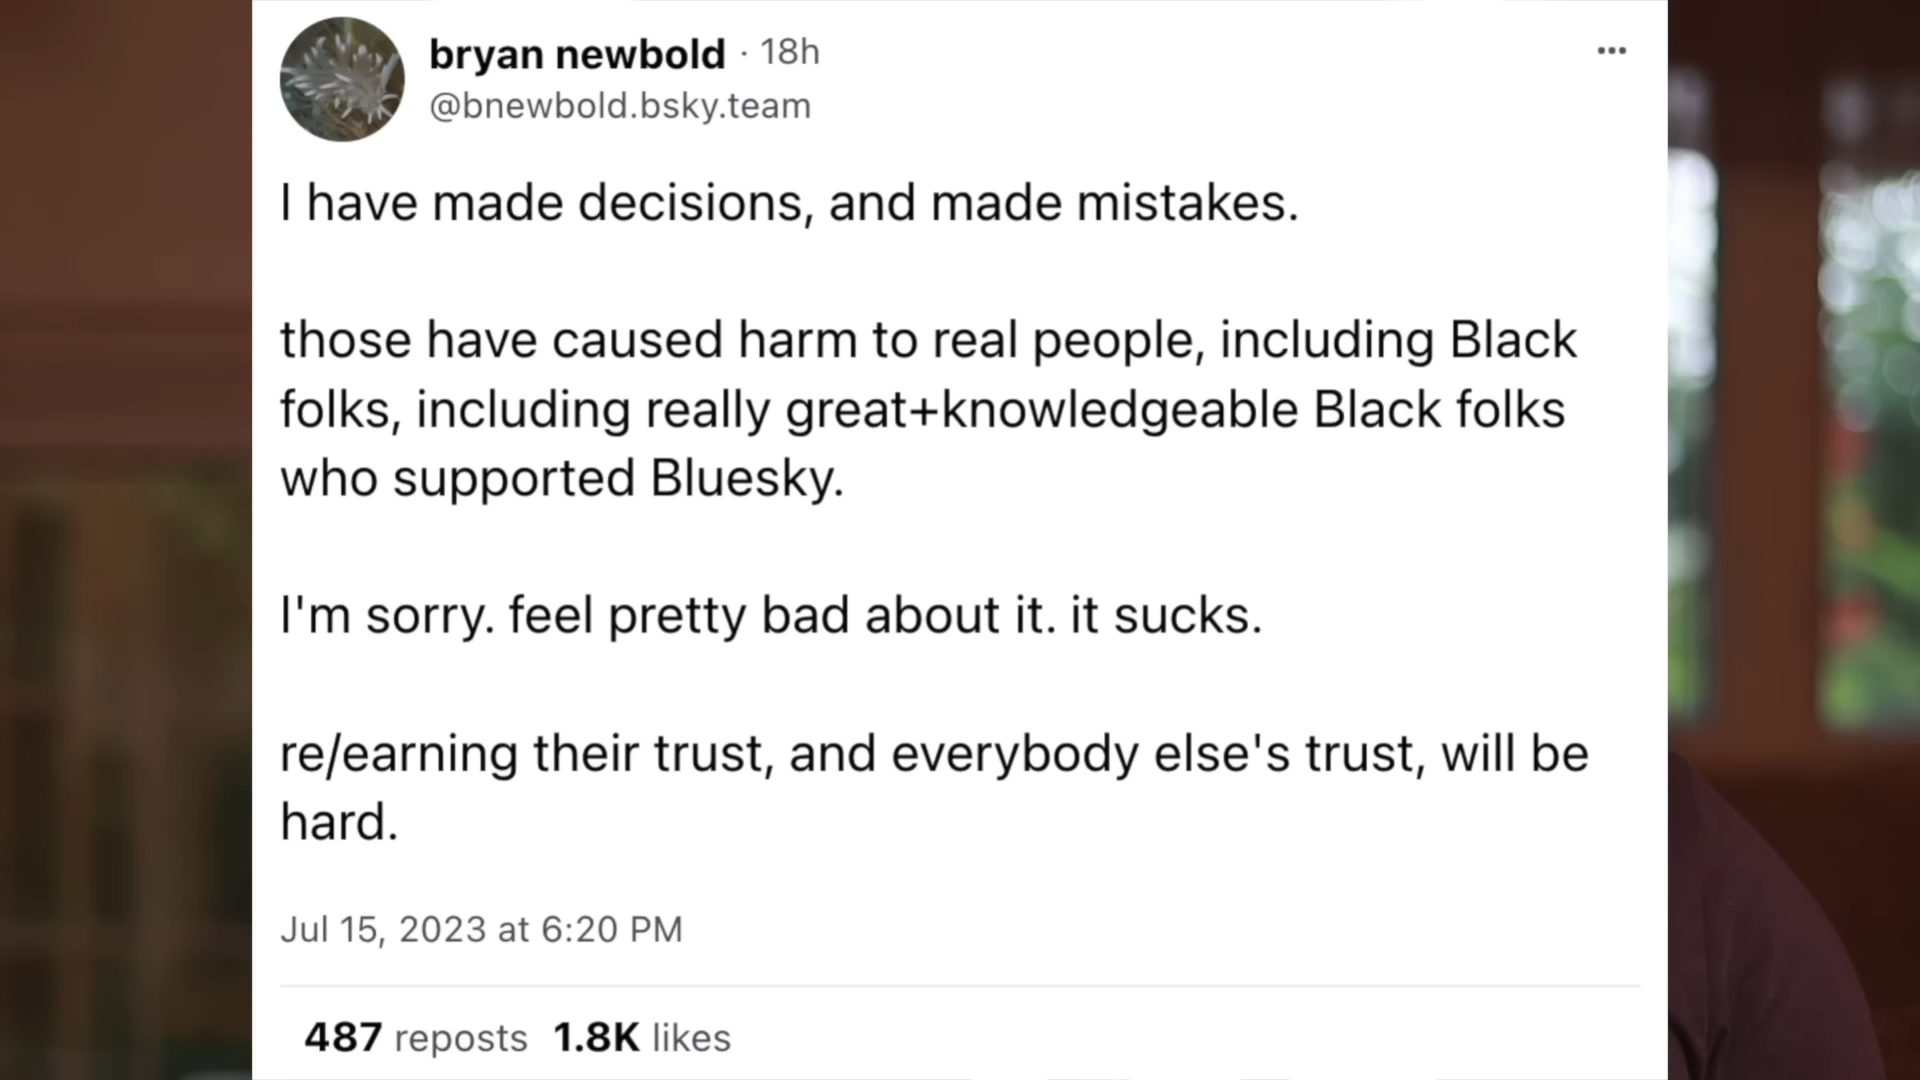 bryan newbold · 18h
@bnewbold.bsky.team
I have made decisions, and made mistakes.
those have caused harm to real people, including Black
folks, including really great+knowledgeable Black folks
who supported Bluesky.
I'm sorry. feel pretty bad about it. it sucks.
re/earning their trust, and everybody else's trust, will be
hard.
Jul 15, 2023 at 6:20 PM
487 reposts 1.8K likes